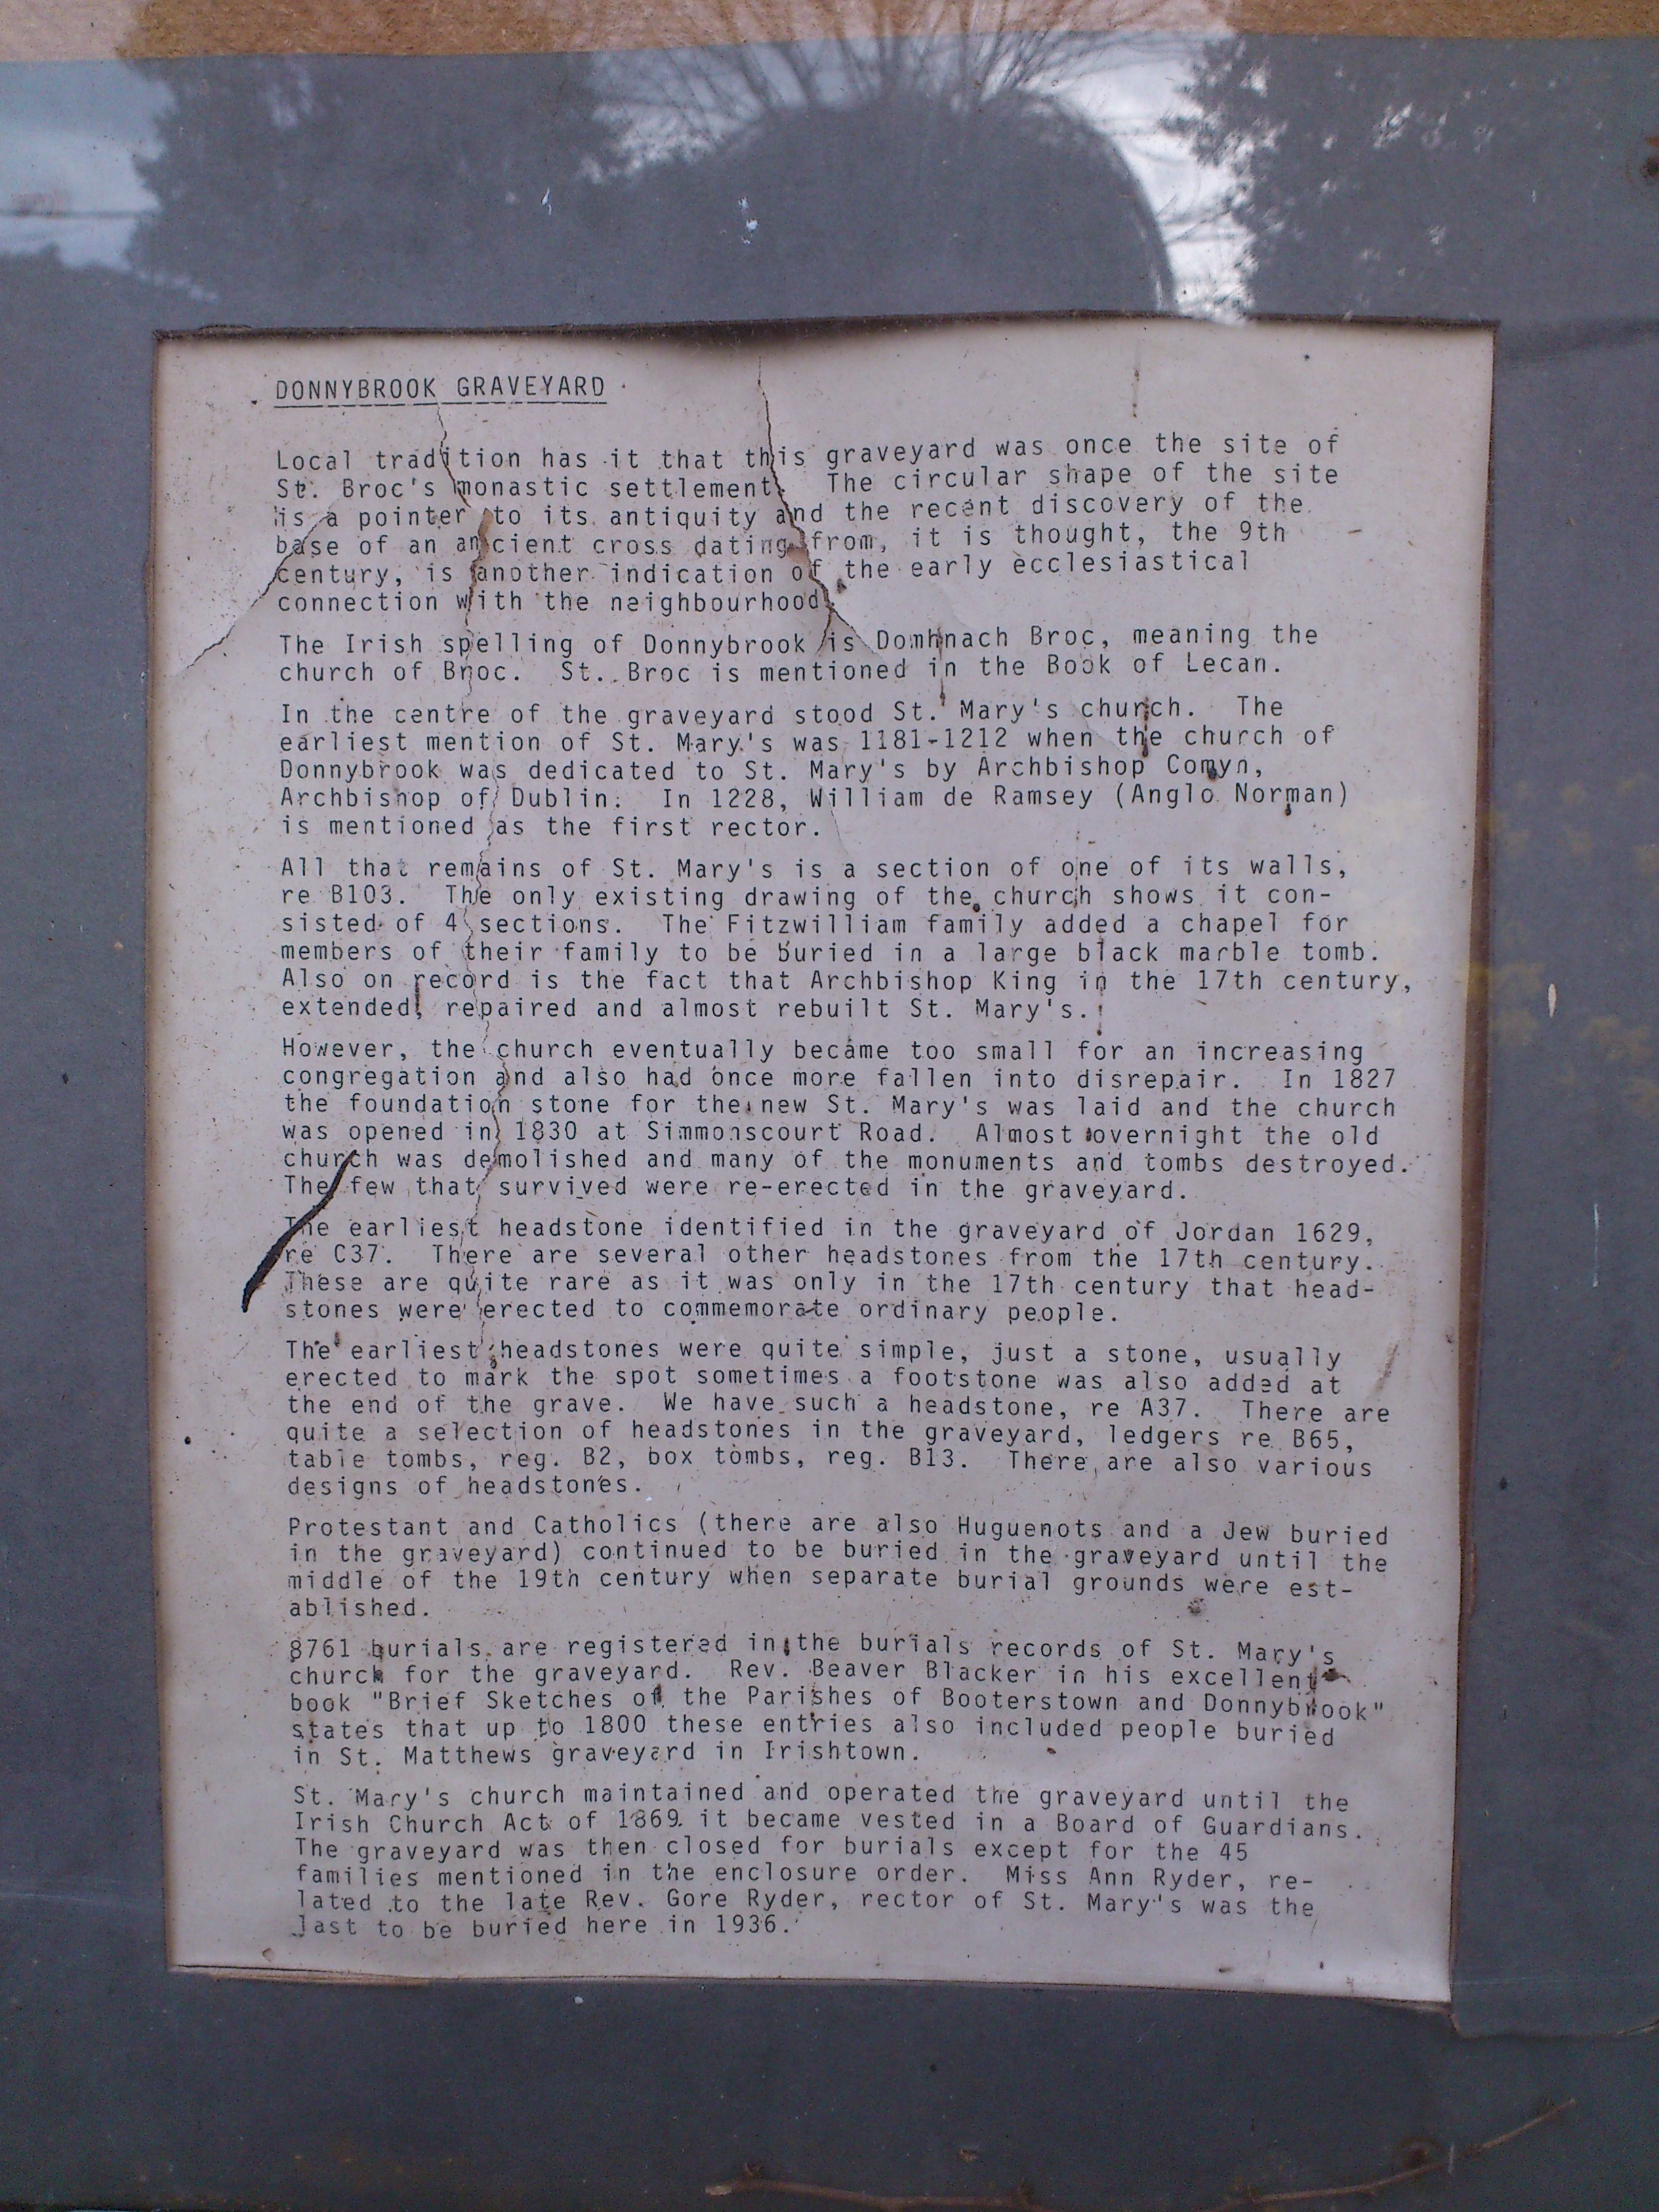 DONNYBROOK GRAVEYARD
Local tradition has it that this graveyard was once the site of
St. Broc's monastic settlement. The circular shape of the site
is a pointer to its antiquity and the recent discovery of the
base of an ancient cross dating from, it is thought, the 9th
century, is another indication of the early ecclesiastical
connection with the neighbourhood.
The Irish spelling of Donnybrook is Domhnach Broc, meaning the
church of Broc. St. Broc is mentioned in the Book of Lecan.
In the centre of the graveyard stood St. Mary's church. The
earliest mention of St. Mary's was 1181-1212 when the church of
Donnybrook was dedicated to St. Mary's by Archbishop Comyn,
Archbishop of Dublin. In 1228, William de Ramsey (Anglo Norman)
is mentioned as the first rector.
All that remains of St. Mary's is a section of one of its walls,
re B103. The only existing drawing of the church shows it con-
sisted of 4 sections. The Fitzwilliam family added a chapel for
members of their family to be buried in a large black marble tomb.
Also on record is the fact that Archbishop King in the 17th century,
extended, repaired and almost rebuilt St. Mary's.
However, the church eventually became too small for an increasing
congregation and also had once more fallen into disrepair. In 1827
the foundation stone for the new St. Mary's was laid and the church
was opened in 1830 at Simmonscourt Road. Almost overnight the old
church was demolished and many of the monuments and tombs destroyed.
The few that survived were re-erected in the graveyard.
The earliest headstone identified in the graveyard of Jordan 1629,
re C37. There are several other headstones from the 17th century.
These are quite rare as it was only in the 17th century that head-
stones were erected to commemorate ordinary people.
The earliest headstones were quite simple, just a stone, usually
erected to mark the spot sometimes a footstone was also added at
the end of the grave. We have such a headstone, re A37. There are
quite a selection of headstones in the graveyard, ledgers re B65,
table tombs, reg. B2, box tombs, reg. B13. There are also various
designs of headstones.
Protestant and Catholics (there are also Huguenots and a Jew buried
in the graveyard) continued to be buried in the graveyard until the
middle of the 19th century when separate burial grounds were est-
ablished.
8761 burials are registered in the burials records of St. Mary's
church for the graveyard. Rev. Beaver Blacker in his excellent
book "Brief Sketches of the Parishes of Booterstown and Donnybrook"
states that up to 1800 these entries also included people buried
in St. Matthews graveyard in Irishtown.
St. Mary's church maintained and operated the graveyard until the
Irish Church Act of 1869 it became vested in a Board of Guardians.
The graveyard was then closed for burials except for the 45
families mentioned in the enclosure order. Miss Ann Ryder, re-
lated to the late Rev. Gore Ryder, rector of St. Mary's was the
last to be buried here in 1936.